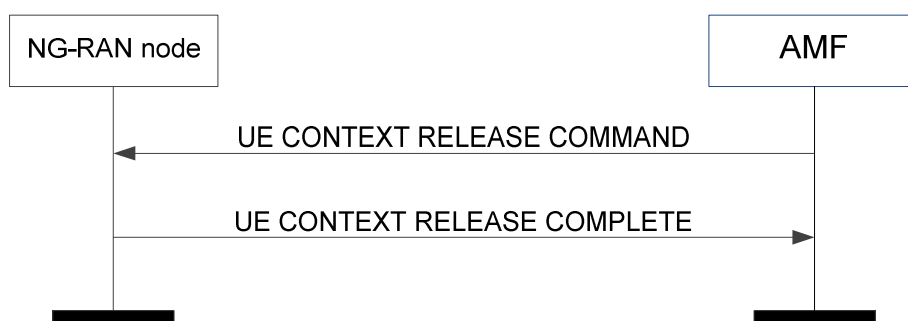 NG-RAN node
AMF
UE CONTEXT RELEASE COMMAND
UE CONTEXT RELEASE COMPLETE